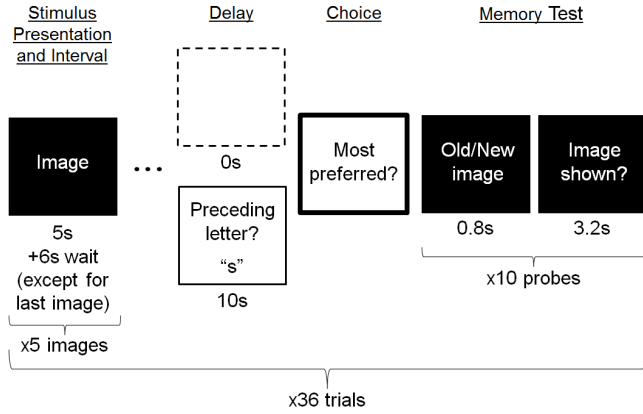 Stimulus
Presentation
and Interval
Delay
Choice
Memory Test
Image
...
0s
Preceding
letter?
“s”
10s
Most
preferred?
Old/New
image
Image
shown?
5s
+6s wait
(except for
last image)
x5 images
0.8s
3.2s
x10 probes
x36 trials